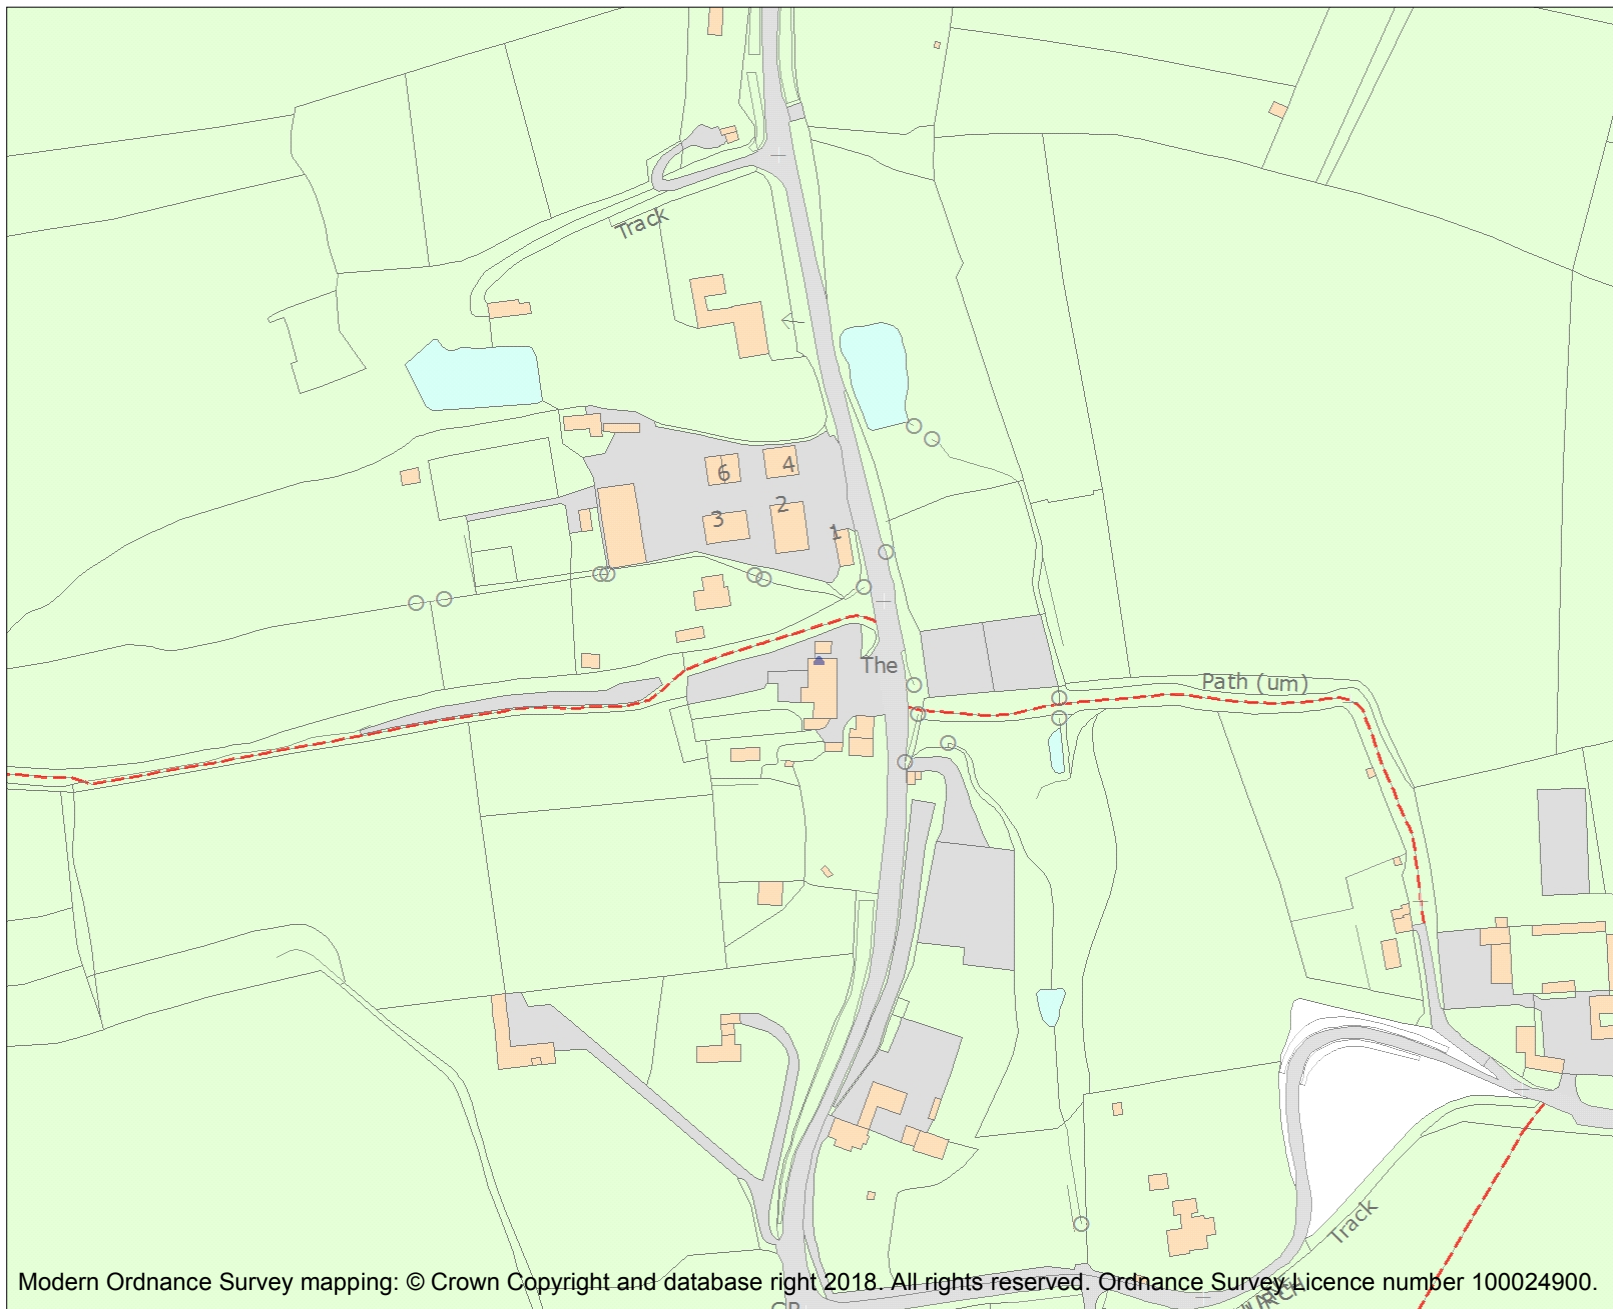 Track
6
4
3
2
1
The
Path (um)
Track
Modern Ordnance Survey mapping: © Crown Copyright and database right 2018. All rights reserved. Ordnance Survey Licence number 100024900.